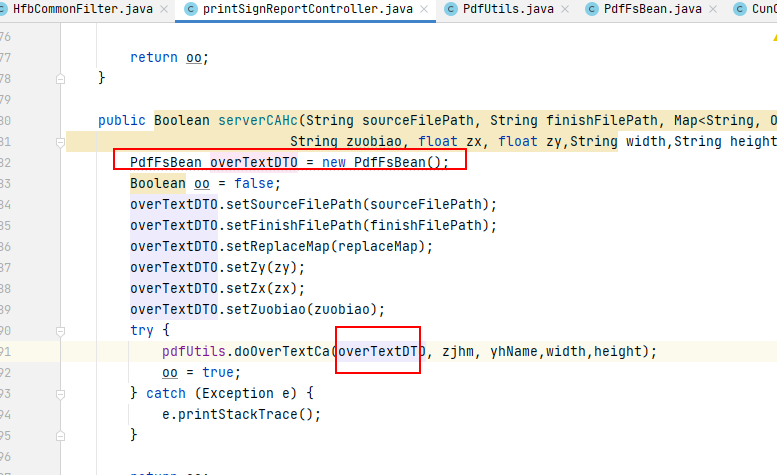 HfbCommonFilter.java × printSignReportController.java × PdfUtils.java × PdfFsBean.java × CunC
76
77 return oo;
78 }
79
80 public Boolean serverCAHc(String sourceFilePath, String finishFilePath, Map<String, O
81 String zuobiao, float zx, float zy,String width,String height
82 PdfFsBean overTextDTO = new PdfFsBean();
83 Boolean oo = false;
84 overTextDTO.setSourceFilePath(sourceFilePath);
85 overTextDTO.setFinishFilePath(finishFilePath);
86 overTextDTO.setReplaceMap(replaceMap);
87 overTextDTO.setZy(zy);
88 overTextDTO.setZx(zx);
89 overTextDTO.setZuobiao(zuobiao);
90 try {
91 pdfUtils.doOverTextCa(overTextDTO, zjhm, yhName,width,height);
92 oo = true;
93 } catch (Exception e) {
94 e.printStackTrace();
95 }
96
return oo;